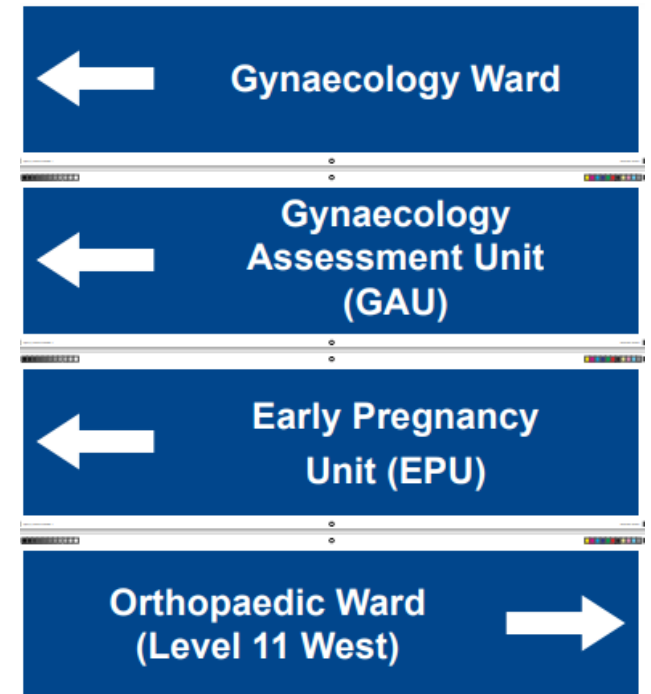 Gynaecology Ward
Gynaecology
Assessment Unit
(GAU)
Early Pregnancy
Unit (EPU)
Orthopaedic Ward
(Level 11 West)